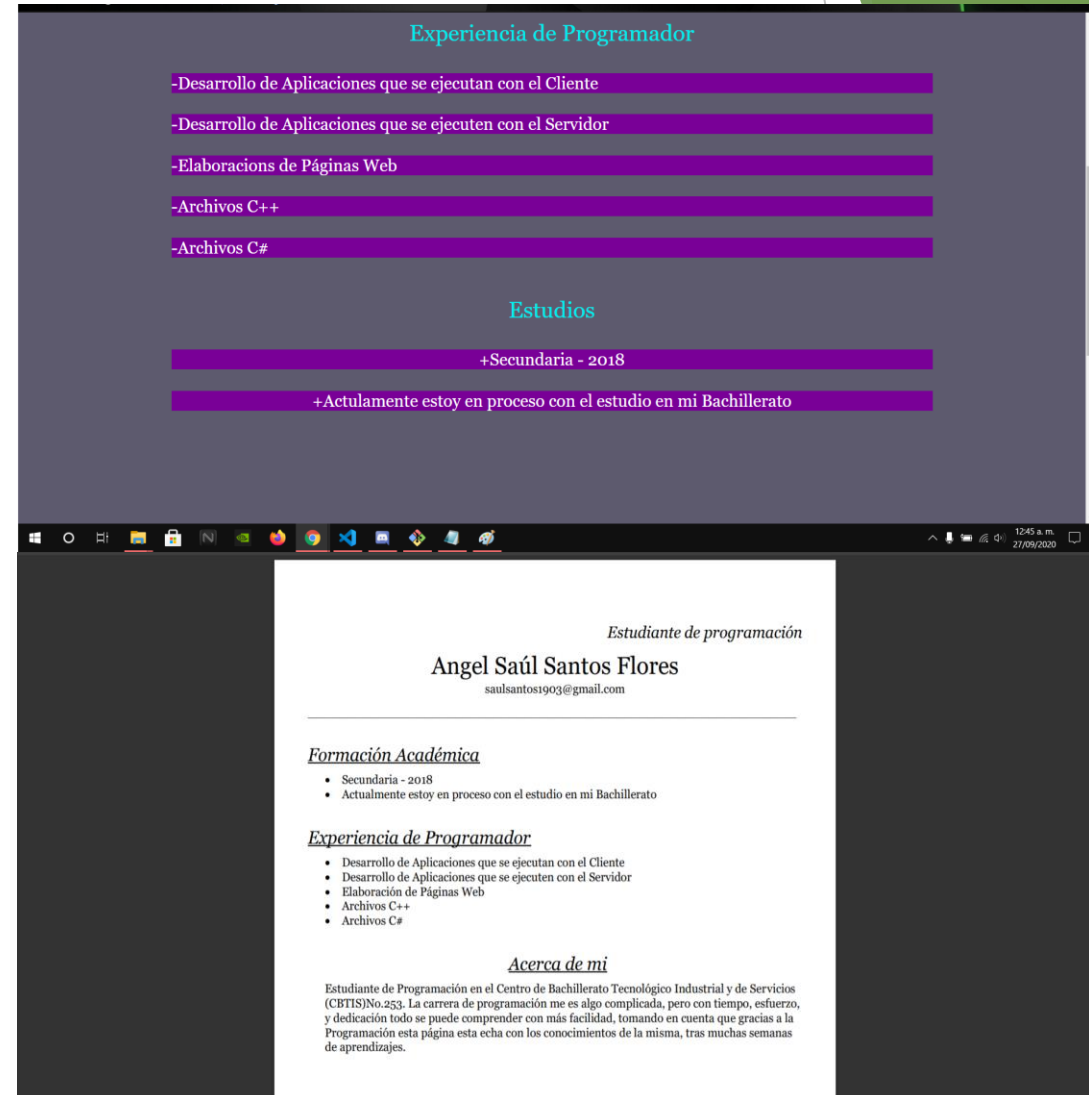 Experiencia de Programador
-Desarrollo de Aplicaciones que se ejecutan con el Cliente
-Desarrollo de Aplicaciones que se ejecuten con el Servidor
-Elaboracions de Páginas Web
-Archivos C++
-Archivos C#
Estudios
+Secundaria - 2018
+Actulamente estoy en proceso con el estudio en mi Bachillerato
12:45 a. m.
27/09/2020
Estudiante de programación
Angel Saúl Santos Flores
saulsantos1903@gmail.com
Formación Académica
• Secundaria - 2018
• Actualmente estoy en proceso con el estudio en mi Bachillerato
Experiencia de Programador
• Desarrollo de Aplicaciones que se ejecutan con el Cliente
• Desarrollo de Aplicaciones que se ejecuten con el Servidor
• Elaboración de Páginas Web
• Archivos C++
• Archivos C#
Acerca de mi
Estudiante de Programación en el Centro de Bachillerato Tecnológico Industrial y de Servicios
(CBTIS)No.253. La carrera de programación me es algo complicada, pero con tiempo, esfuerzo,
y dedicación todo se puede comprender con más facilidad, tomando en cuenta que gracias a la
Programación esta página esta echa con los conocimientos de la misma, tras muchas semanas
de aprendizajes.